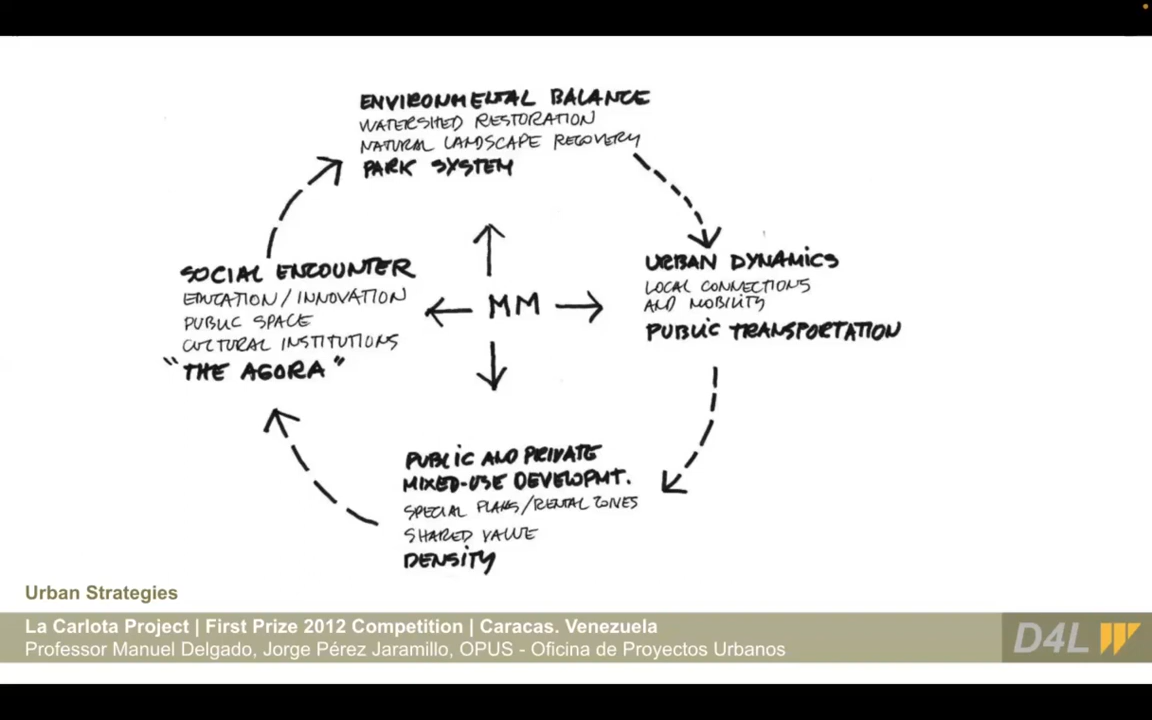 ENVIRONMENTAL BALANCE
WATERSHED RESTORATION
NATURAL LANDSCAPE RECOVERY
PARK SYSTEM
URBAN DYNAMICS
LOCAL CONNECTIONS
AND MOBILITY
PUBLIC TRANSPORTATION
SOCIAL ENCOUNTER
EDUCATION/INNOVATION
PUBLIC SPACE
CULTURAL INSTITUTIONS
"THE AGORA"
MM
PUBLIC AND PRIVATE
MIXED-USE DEVELOPMT.
SPECIAL PLANS/RENTAL ZONES
SHARED VALUE
DENSITY
Urban Strategies
La Carlota Project | First Prize 2012 Competition | Caracas. Venezuela
Professor Manuel Delgado, Jorge Pérez Jaramillo, OPUS - Oficina de Proyectos Urbanos
D4L